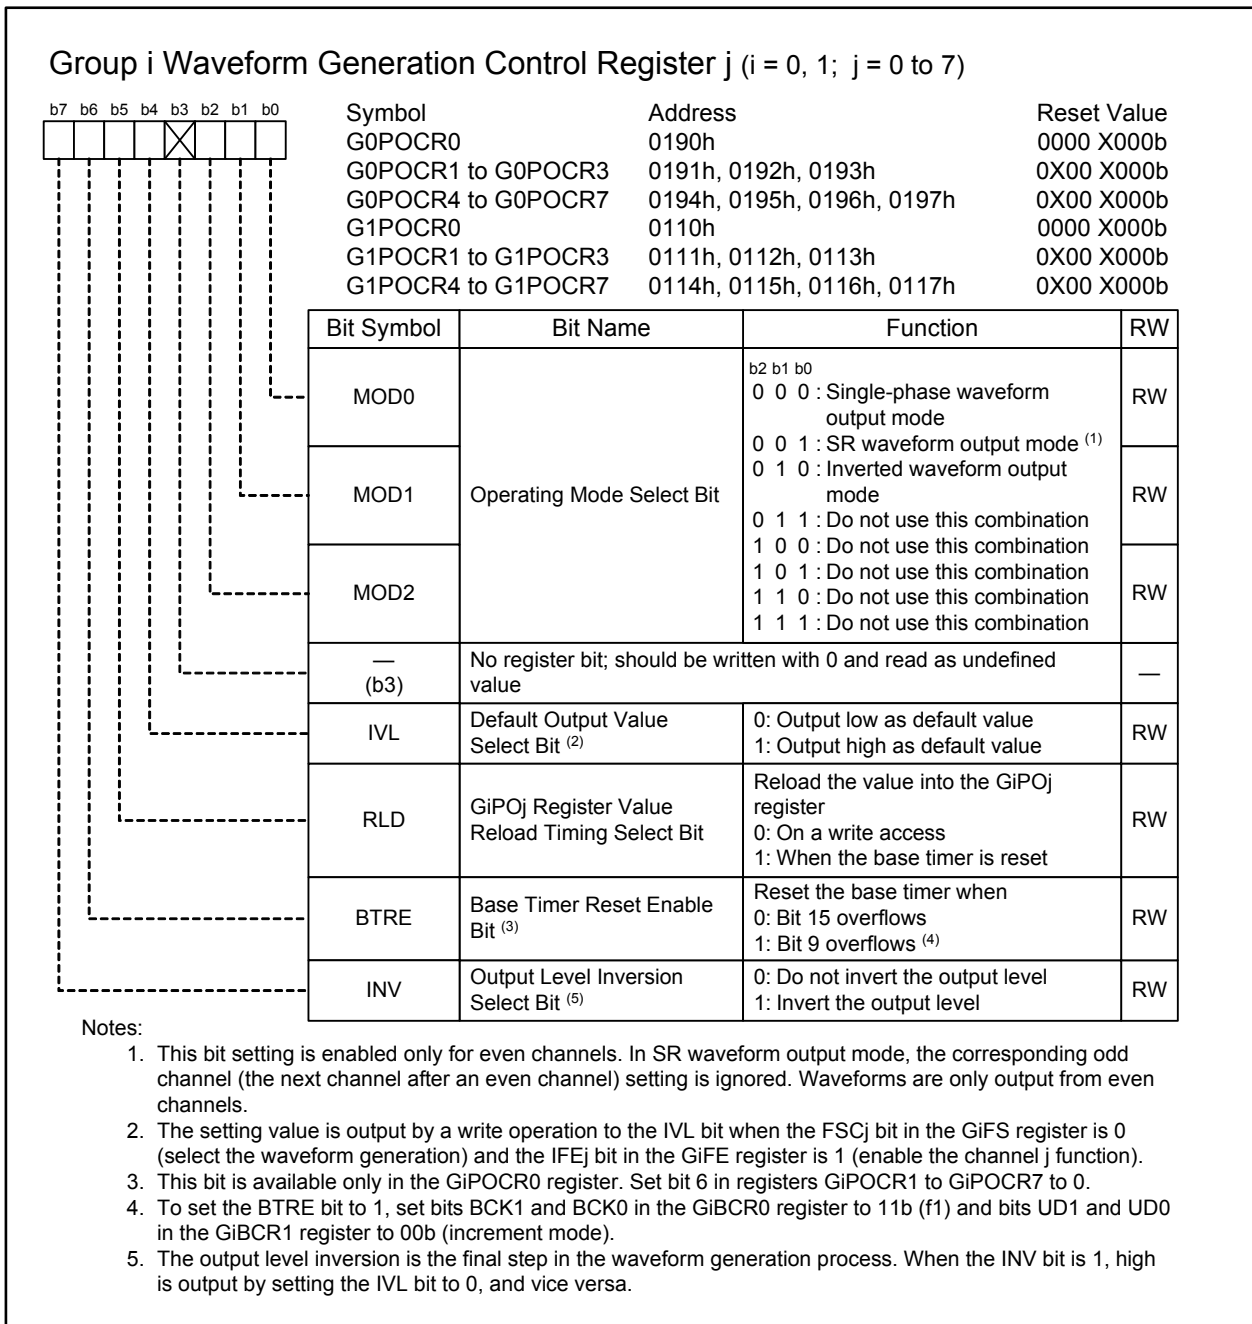 Group i Waveform Generation Control Register j (i = 0, 1; j = 0 to 7)
b7 b6 b5 b4 b3 b2 b1 b0
Symbol Address Reset Value
G0POCR0 0190h 0000 X000b
G0POCR1 to G0POCR3 0191h, 0192h, 0193h 0X00 X000b
G0POCR4 to G0POCR7 0194h, 0195h, 0196h, 0197h 0X00 X000b
G1POCR0 0110h 0000 X000b
G1POCR1 to G1POCR3 0111h, 0112h, 0113h 0X00 X000b
G1POCR4 to G1POCR7 0114h, 0115h, 0116h, 0117h 0X00 X000b
Bit Symbol Bit Name Function RW
MOD0 RW
MOD1 RW
MOD2 RW
Operating Mode Select Bit
b2 b1 b0
0 0 0 : Single-phase waveform
output mode
0 0 1 : SR waveform output mode (1)
0 1 0 : Inverted waveform output
mode
0 1 1 : Do not use this combination
1 0 0 : Do not use this combination
1 0 1 : Do not use this combination
1 1 0 : Do not use this combination
1 1 1 : Do not use this combination
—
(b3)
No register bit; should be written with 0 and read as undefined
value
—
IVL
Default Output Value
Select Bit (2)
0: Output low as default value
1: Output high as default value
RW
RLD
GiPOj Register Value
Reload Timing Select Bit
Reload the value into the GiPOj
register
0: On a write access
1: When the base timer is reset
RW
BTRE
Base Timer Reset Enable
Bit (3)
Reset the base timer when
0: Bit 15 overflows
1: Bit 9 overflows (4)
RW
INV
Output Level Inversion
Select Bit (5)
0: Do not invert the output level
1: Invert the output level
RW
Notes:
1. This bit setting is enabled only for even channels. In SR waveform output mode, the corresponding odd
channel (the next channel after an even channel) setting is ignored. Waveforms are only output from even
channels.
2. The setting value is output by a write operation to the IVL bit when the FSCj bit in the GiFS register is 0
(select the waveform generation) and the IFEj bit in the GiFE register is 1 (enable the channel j function).
3. This bit is available only in the GiPOCR0 register. Set bit 6 in registers GiPOCR1 to GiPOCR7 to 0.
4. To set the BTRE bit to 1, set bits BCK1 and BCK0 in the GiBCR0 register to 11b (f1) and bits UD1 and UD0
in the GiBCR1 register to 00b (increment mode).
5. The output level inversion is the final step in the waveform generation process. When the INV bit is 1, high
is output by setting the IVL bit to 0, and vice versa.